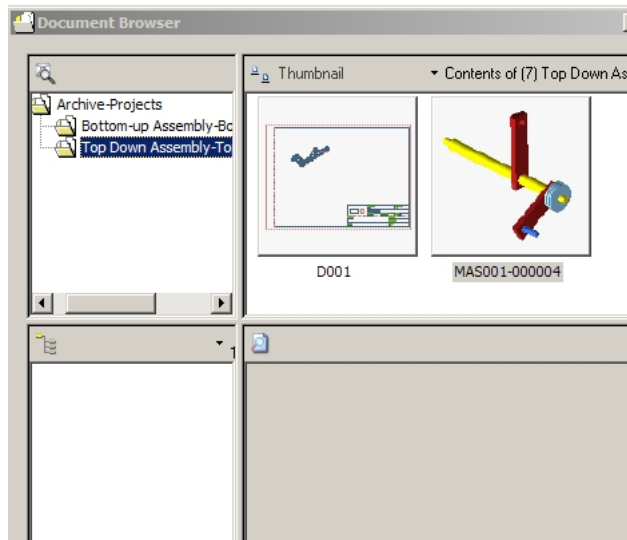 Document Browser
Thumbnail
Contents of (7) Top Down As
Archive-Projects
Bottom-up Assembly-Bo
Top Down Assembly-To
D001
MAS001-000004